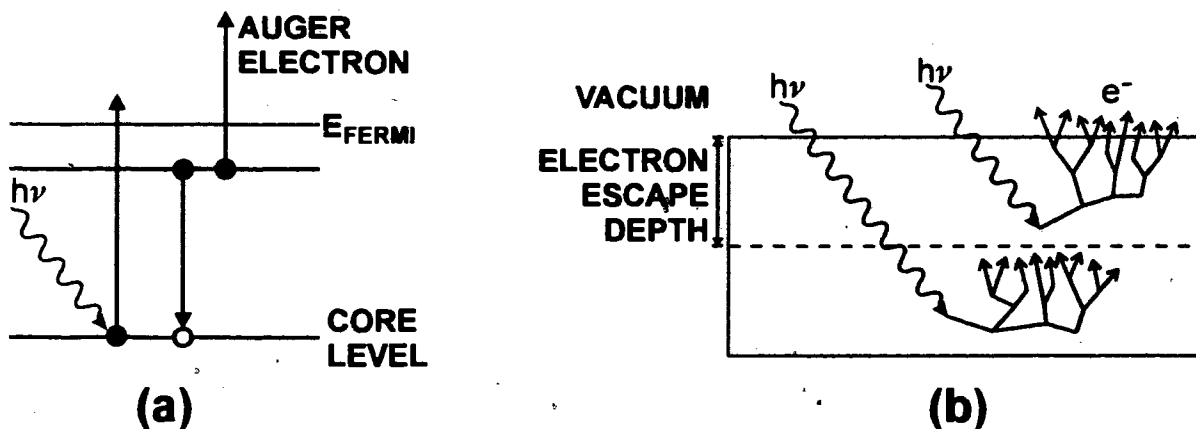 AUGER
ELECTRON
E_FERMI
hν
CORE
LEVEL
(a)
hν
hν
e⁻
VACUUM
ELECTRON
ESCAPE
DEPTH
(b)